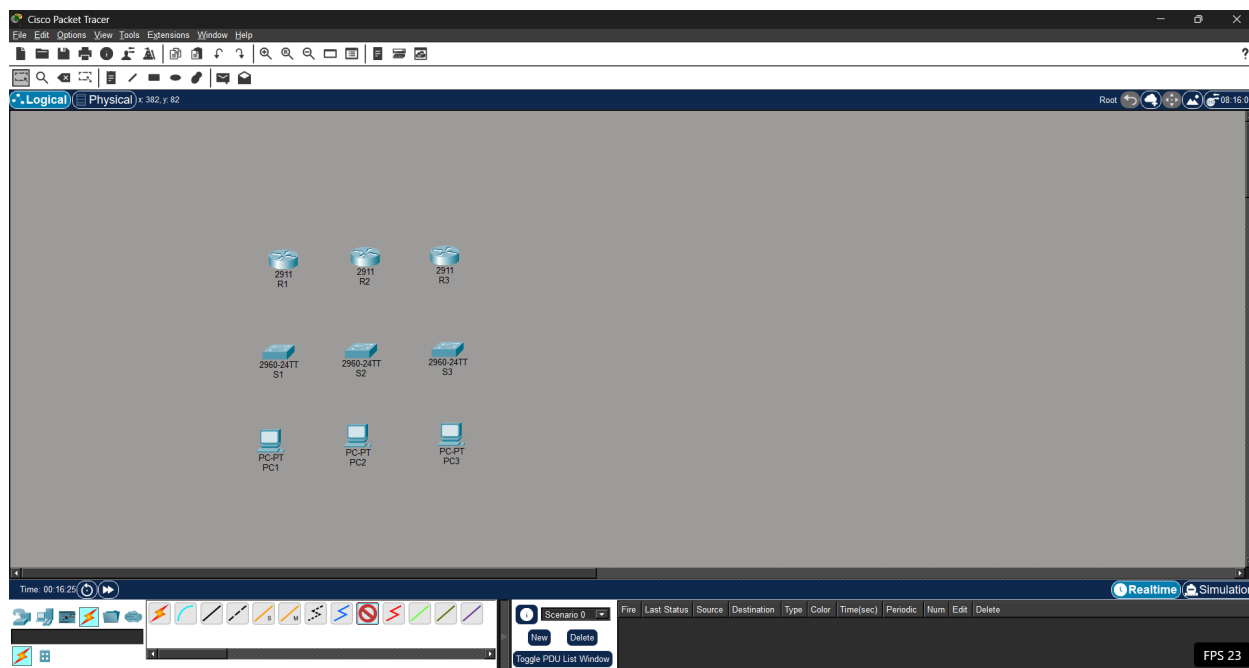 Cisco Packet Tracer
File Edit Options View Tools Extensions Window Help
?
Logical Physical x: 382, y: 82 Root 08:16:0
2911 2911 2911
R1 R2 R3
2960-24TT 2960-24TT 2960-24TT
S1 S2 S3
PC-PT PC-PT PC-PT
PC1 PC2 PC3
Time: 00:16:25 Realtime Simulation
S M
Scenario 0 Fire Last Status Source Destination Type Color Time(sec) Periodic Num Edit Delete
New Delete
Toggle PDU List Window
FPS 23